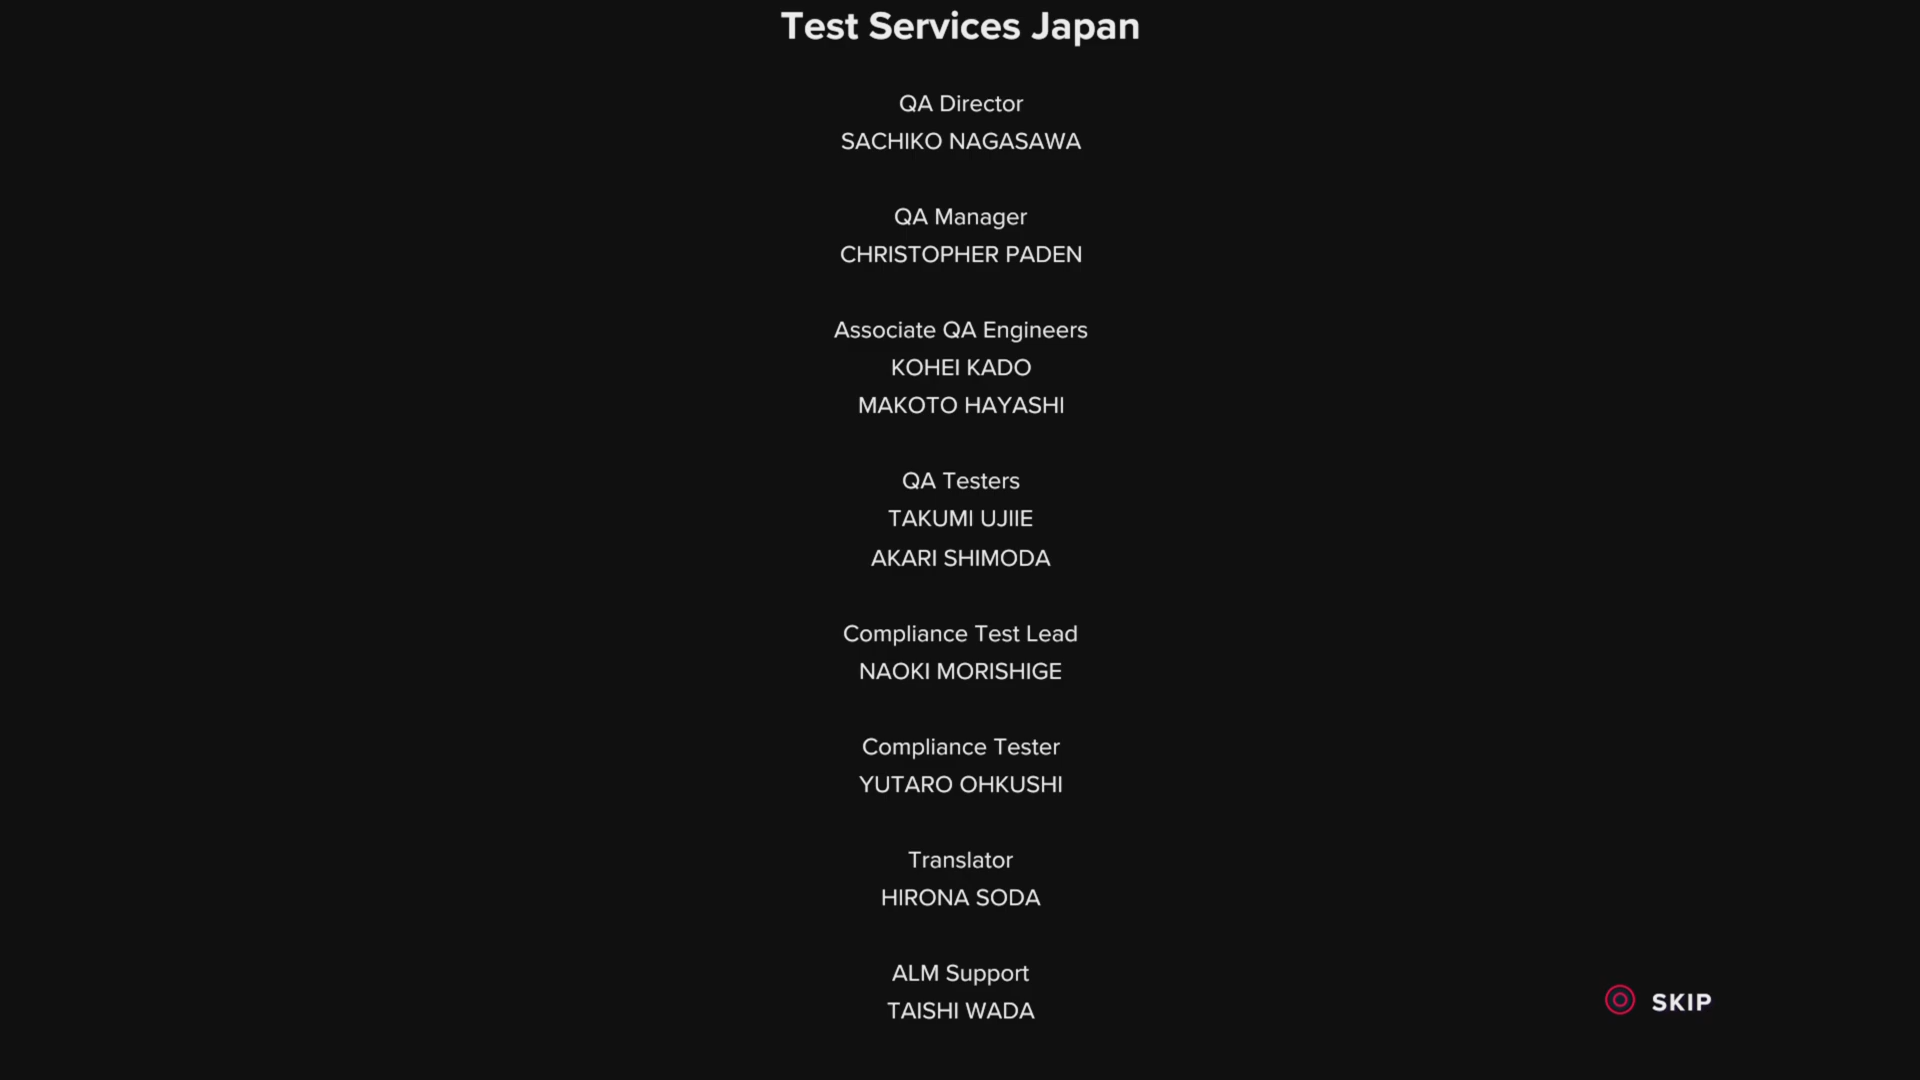 Test Services Japan
QA Director
SACHIKO NAGASAWA
QA Manager
CHRISTOPHER PADEN
Associate QA Engineers
KOHEI KADO
MAKOTO HAYASHI
QA Testers
TAKUMI UJIIE
AKARI SHIMODA
Compliance Test Lead
NAOKI MORISHIGE
Compliance Tester
YUTARO OHKUSHI
Translator
HIRONA SODA
ALM Support
TAISHI WADA
SKIP